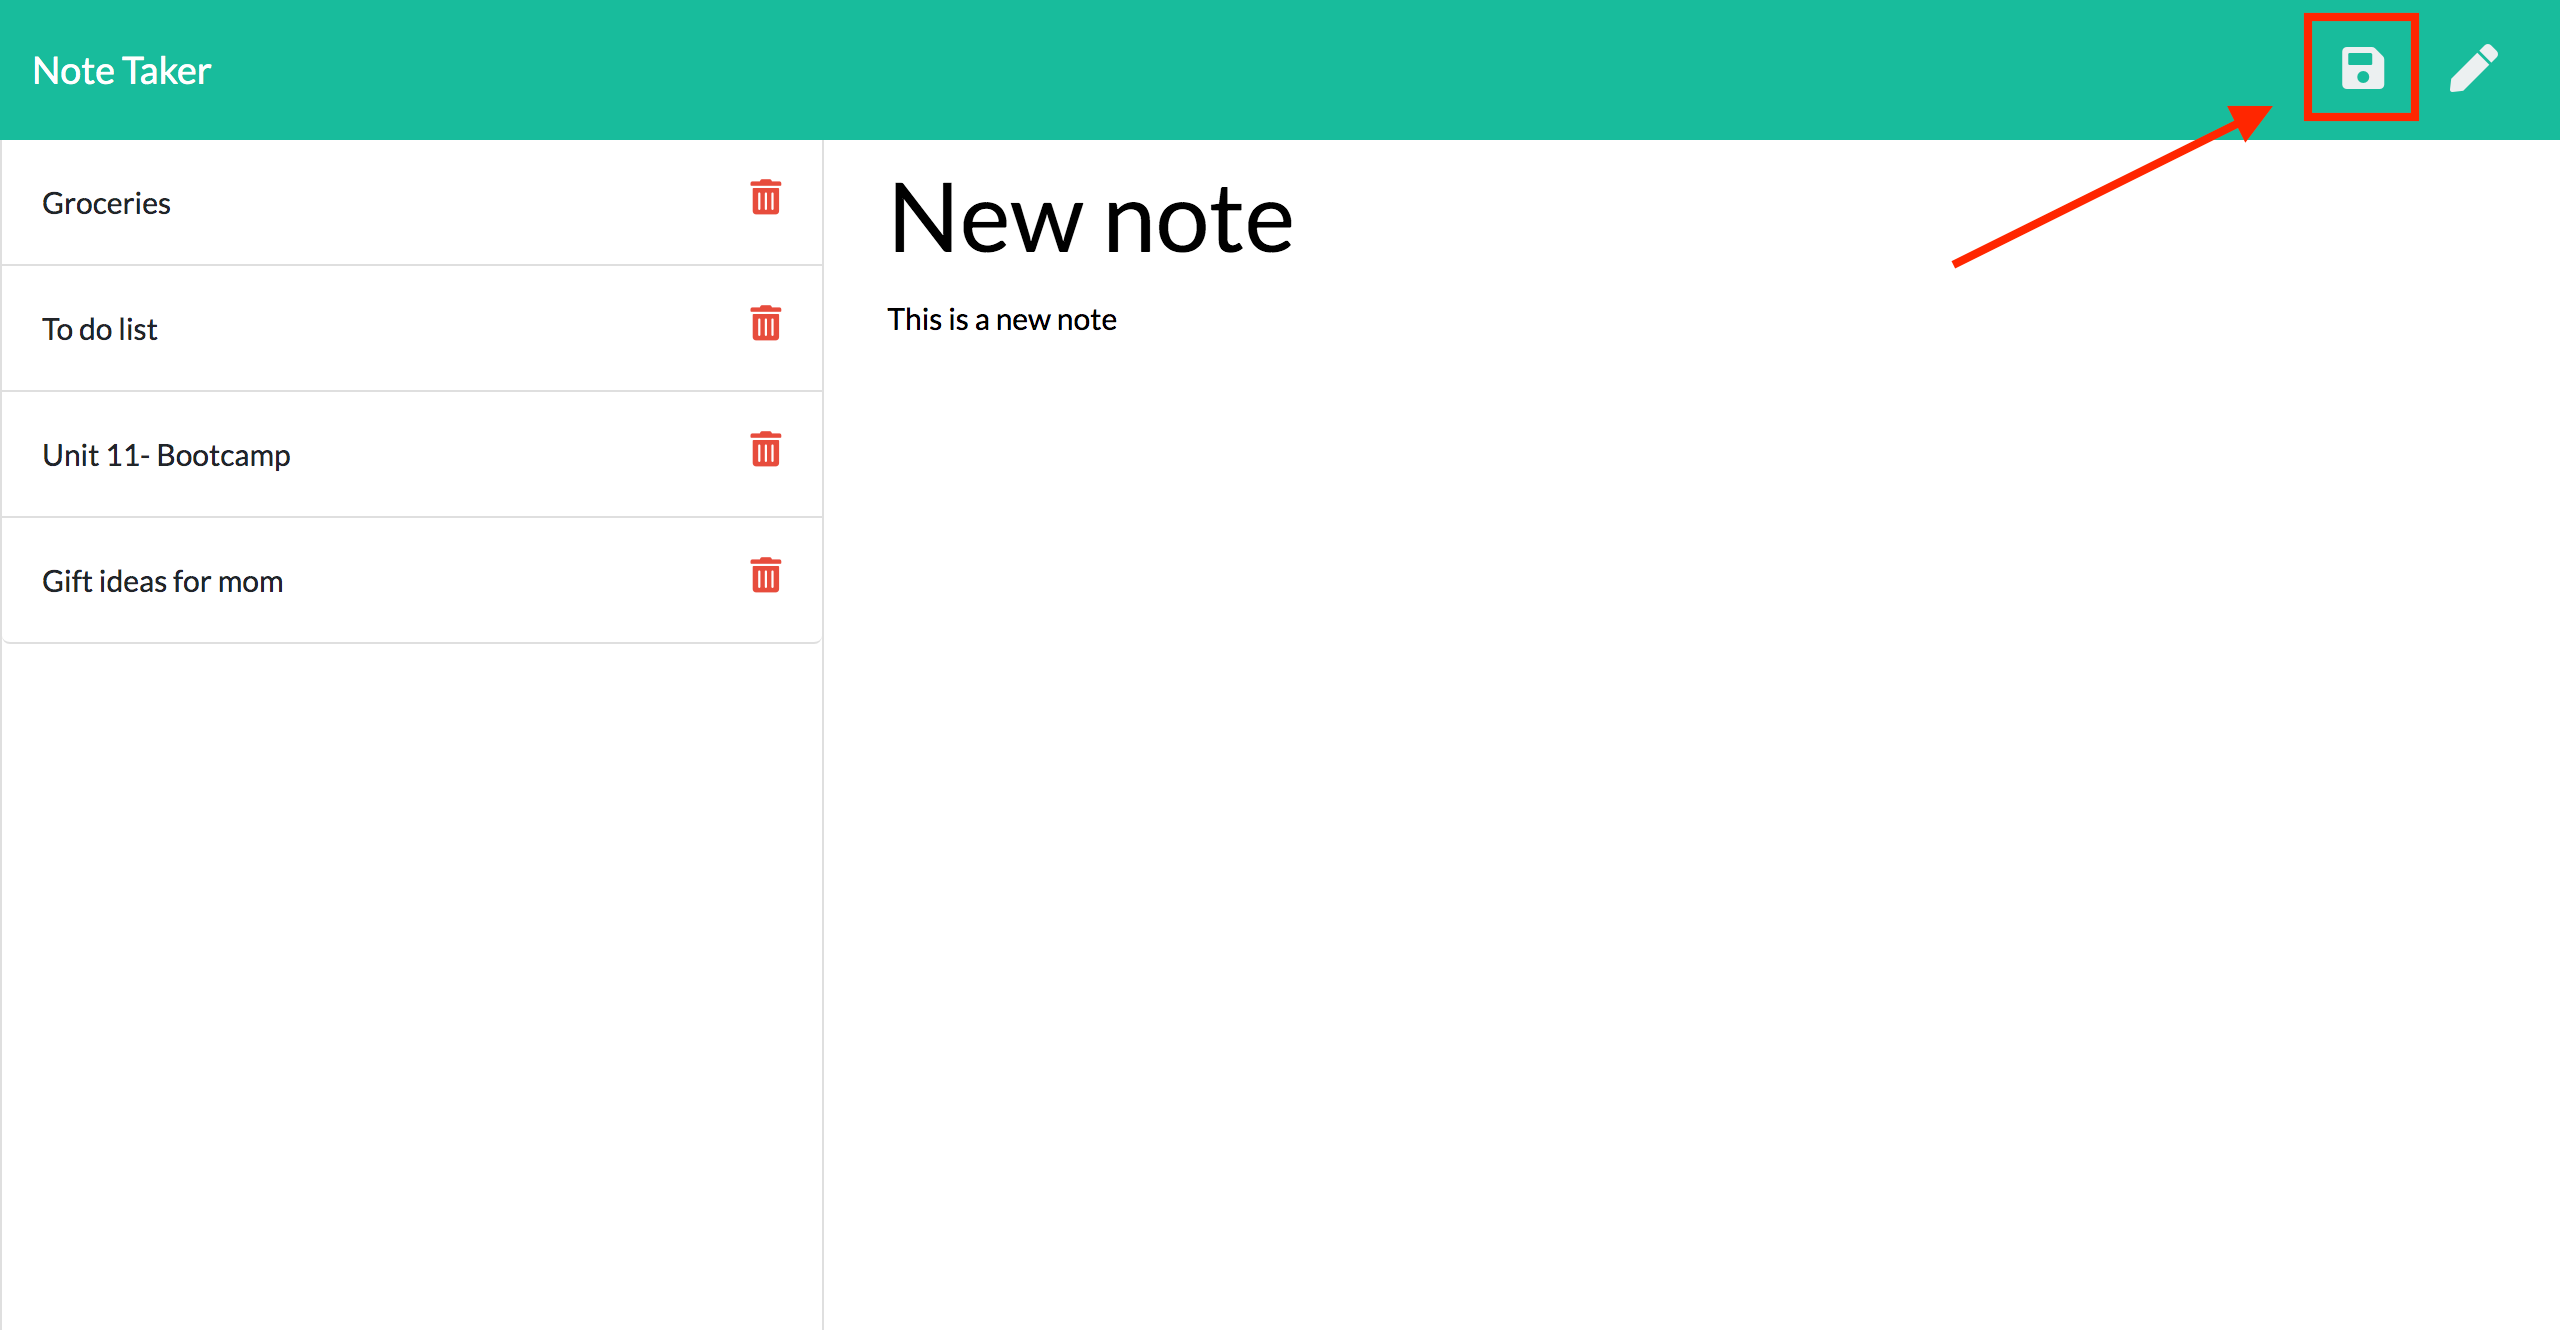 Note Taker
Groceries
To do list
Unit 11- Bootcamp
Gift ideas for mom
New note
This is a new note